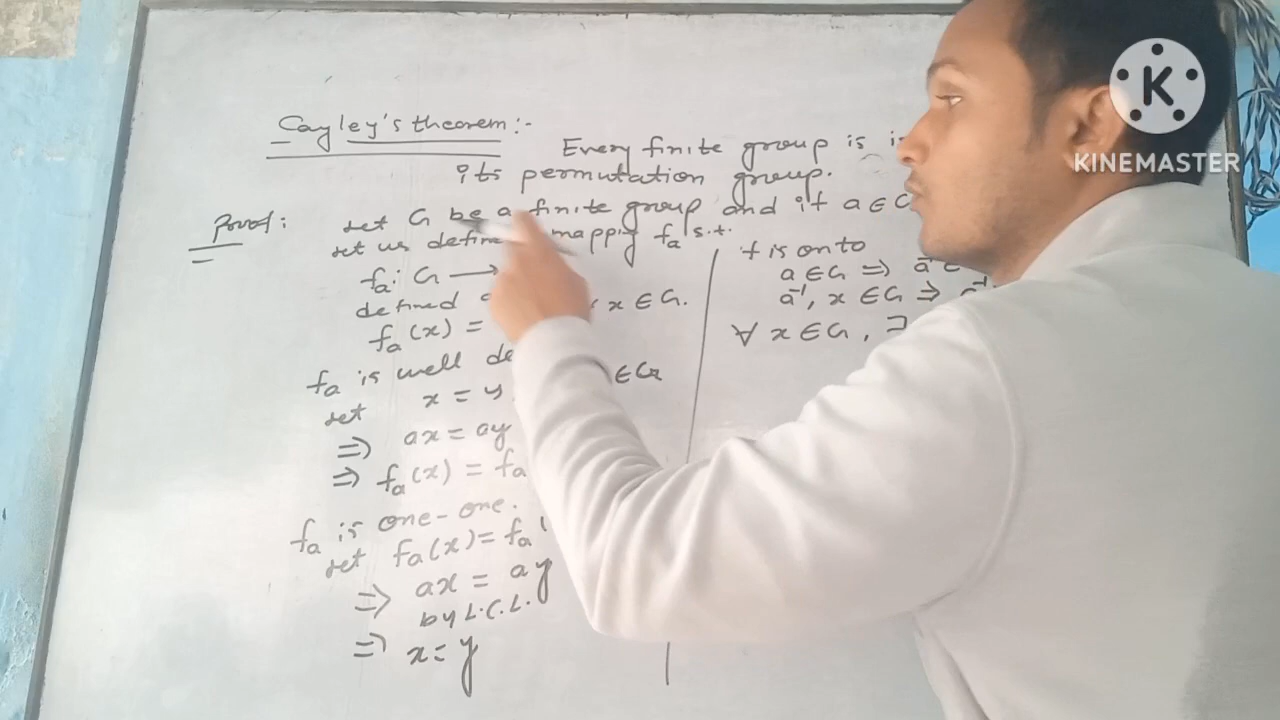 Cayley's theorem:-
Every finite group is
its permutation group.
Proof:
Let G be a finite group and if a ∈ G
Let us define mapping fa s.t.
fa: G ⟶
defined x ∈ G.
fa(x) =
fa is well
Let x = y ∈ G
⇒ ax = ay
⇒ fa(x) = fa
fa is one-one.
Let fa(x) = fa
⇒ ax = ay
by L.C.L.
⇒ x = y
f is onto
a ∈ G ⇒ a⁻¹ ∈
a⁻¹, x ∈ G ⇒ a⁻¹
∀ x ∈ G, ∃
K
KINEMASTER